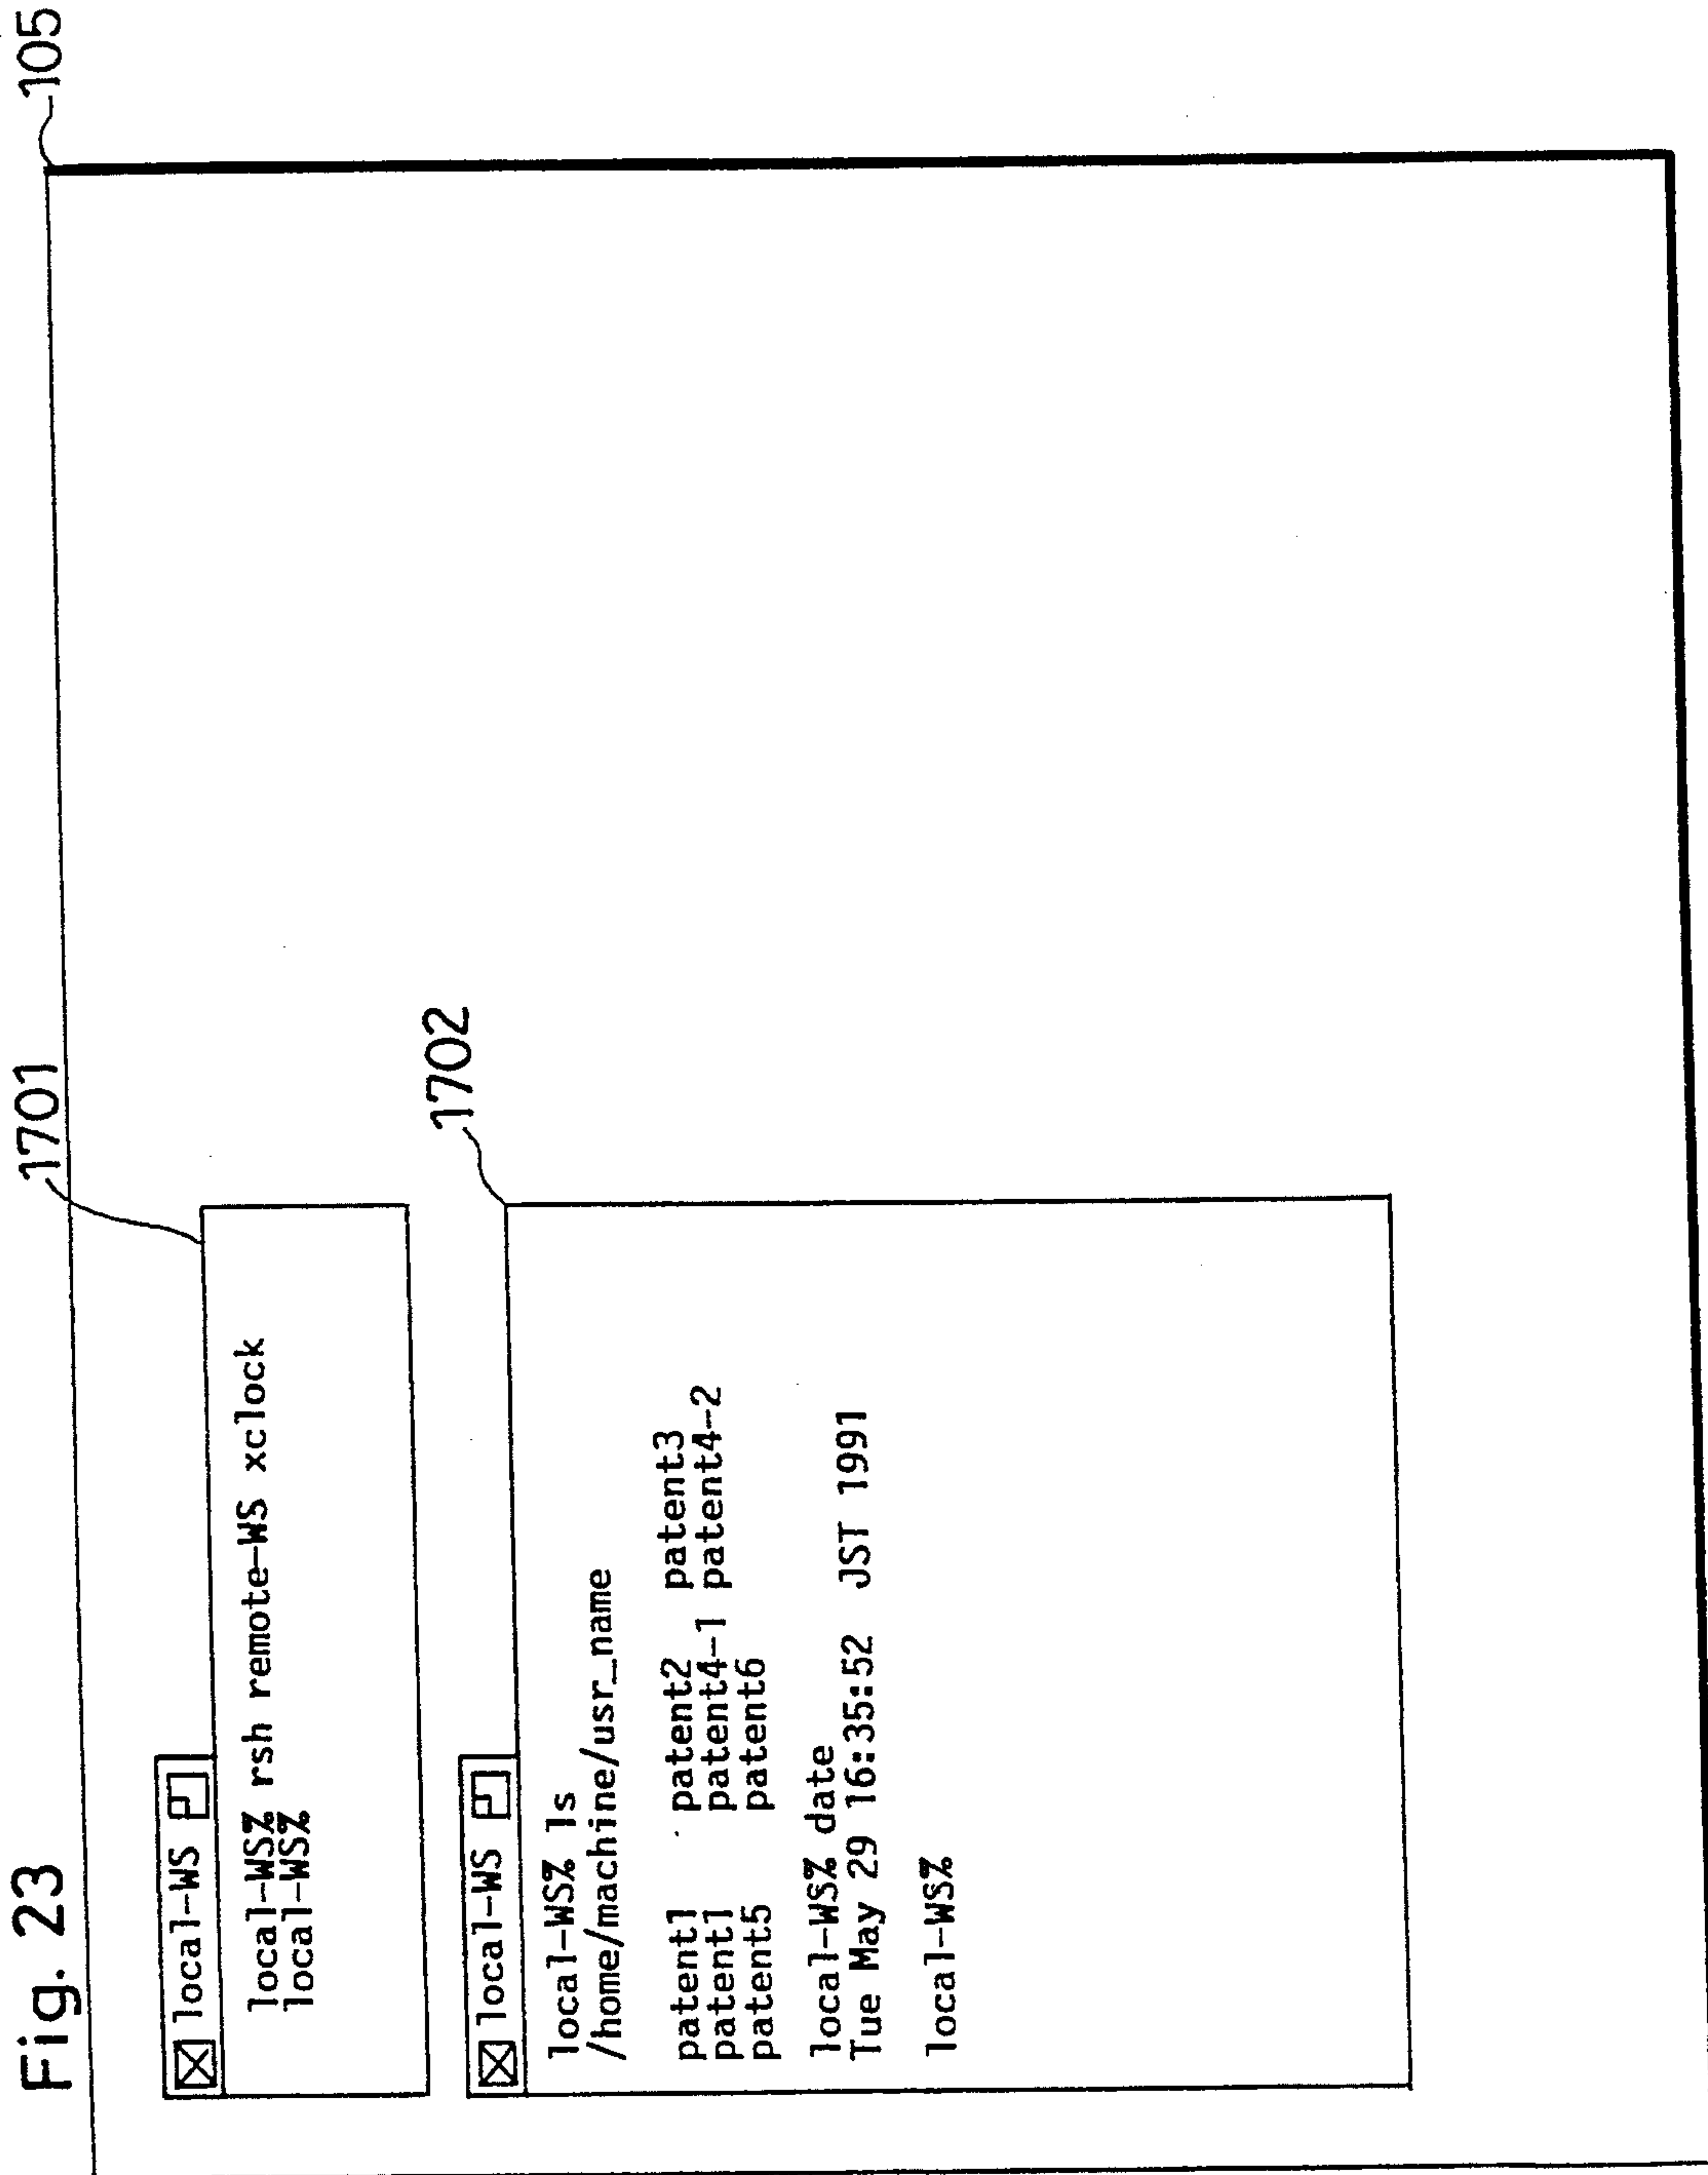 Fig. 23
1701
105
local-WS
local-WS% rsh remote-WS xclock
local-WS%
1702
local-WS
local-WS% ls
/home/machine/usr_name
patent1 patent2 patent3
patent1 patent4-1 patent4-2
patent5 patent6
local-WS% date
Tue May 29 16:35:52 JST 1991
local-WS%